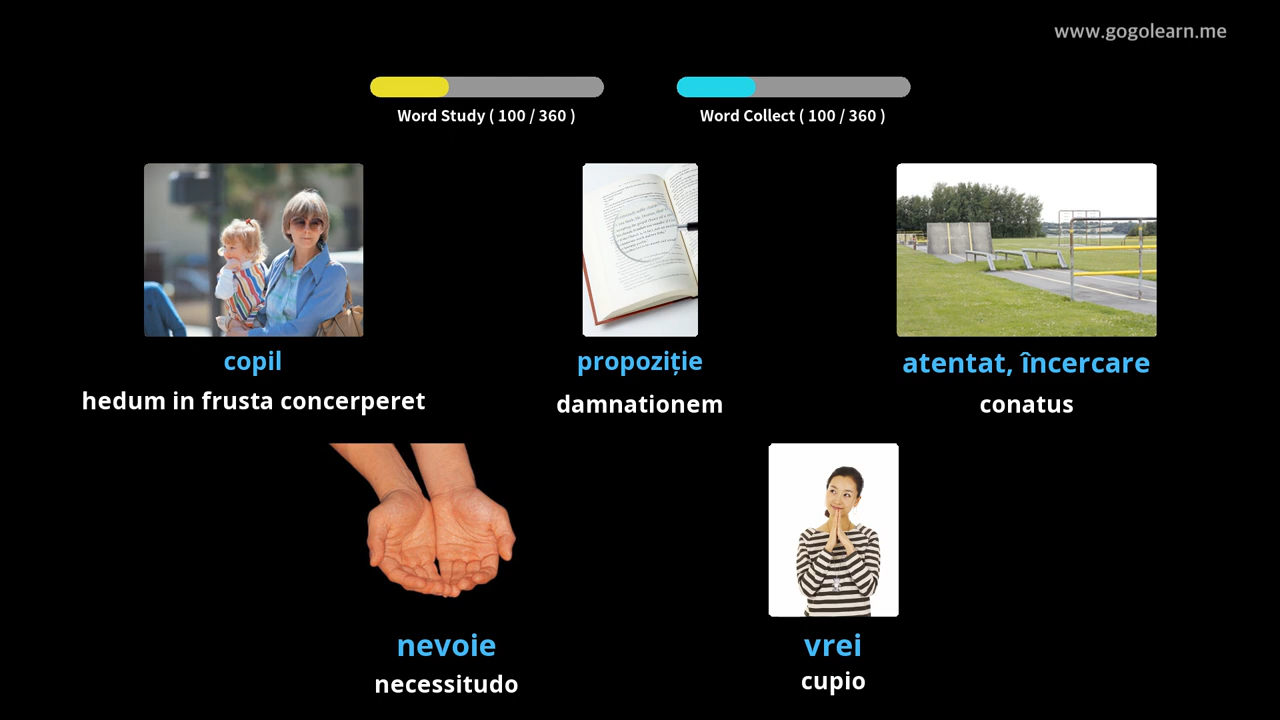 www.gogolearn.me
Word Study ( 100 / 360 )
Word Collect ( 100 / 360 )
copil
propoziție
atentat, încercare
hedum in frusta concerperet
damnationem
conatus
nevoie
vrei
necessitudo
cupio